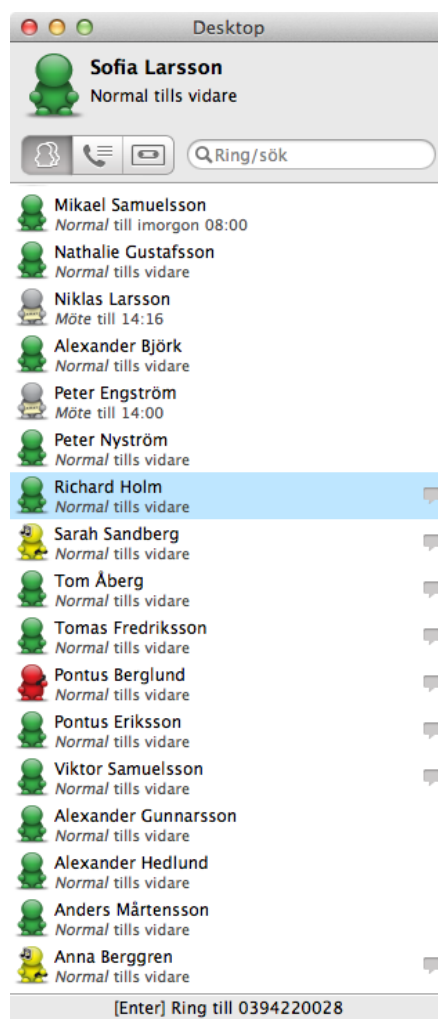 Desktop
Sofia Larsson
Normal tills vidare
Ring/sök
Mikael Samuelsson
Normal till imorgon 08:00
Nathalie Gustafsson
Normal tills vidare
Niklas Larsson
Möte till 14:16
Alexander Björk
Normal tills vidare
Peter Engström
Möte till 14:00
Peter Nyström
Normal tills vidare
Richard Holm
Normal tills vidare
Sarah Sandberg
Normal tills vidare
Tom Åberg
Normal tills vidare
Tomas Fredriksson
Normal tills vidare
Pontus Berglund
Normal tills vidare
Pontus Eriksson
Normal tills vidare
Viktor Samuelsson
Normal tills vidare
Alexander Gunnarsson
Normal tills vidare
Alexander Hedlund
Normal tills vidare
Anders Mårtensson
Normal tills vidare
Anna Berggren
Normal tills vidare
[Enter] Ring till 0394220028